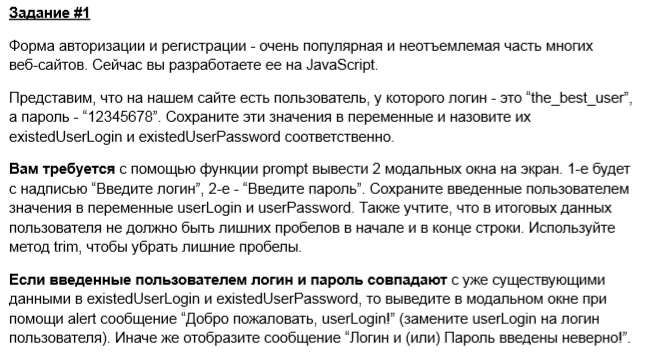 Задание #1
Форма авторизации и регистрации - очень популярная и неотъемлемая часть многих
веб-сайтов. Сейчас вы разработаете ее на JavaScript.
Представим, что на нашем сайте есть пользователь, у которого логин - это “the_best_user”,
а пароль - “12345678”. Сохраните эти значения в переменные и назовите их
existedUserLogin и existedUserPassword соответственно.
Вам требуется с помощью функции prompt вывести 2 модальных окна на экран. 1-е будет
с надписью “Введите логин”, 2-е - “Введите пароль”. Сохраните введенные пользователем
значения в переменные userLogin и userPassword. Также учтите, что в итоговых данных
пользователя не должно быть лишних пробелов в начале и в конце строки. Используйте
метод trim, чтобы убрать лишние пробелы.
Если введенные пользователем логин и пароль совпадают с уже существующими
данными в existedUserLogin и existedUserPassword, то выведите в модальном окне при
помощи alert сообщение “Добро пожаловать, userLogin!” (замените userLogin на логин
пользователя). Иначе же отобразите сообщение “Логин и (или) Пароль введены неверно!”.